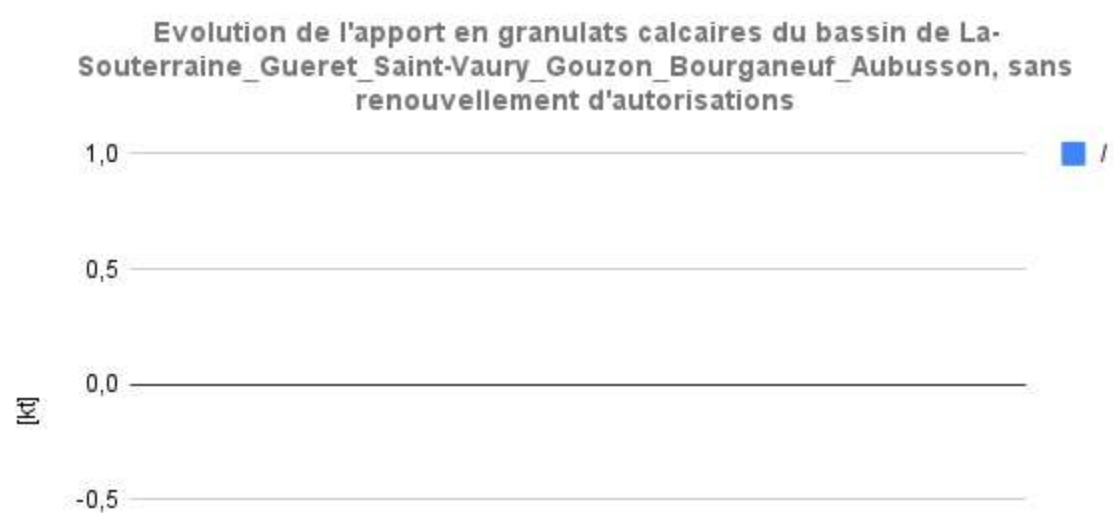 Evolution de l'apport en granulats calcaires du bassin de La-
Souterraine_Gueret_Saint-Vaury_Gouzon_Bourganeuf_Aubusson, sans
renouvellement d'autorisations
1,0
/
0,5
0,0
[kt]
-0,5